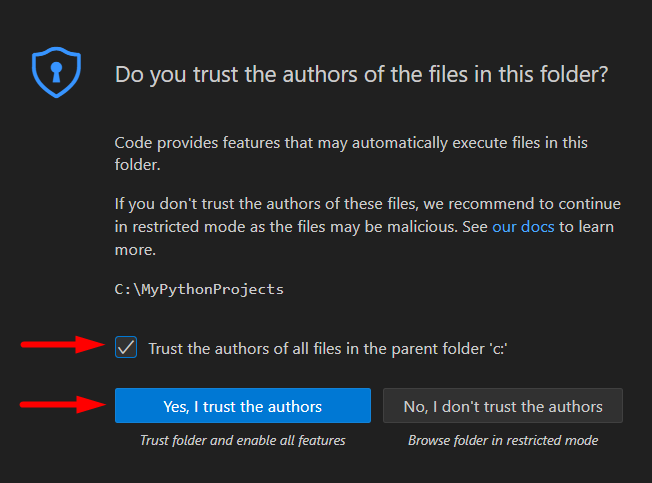 Do you trust the authors of the files in this folder?
Code provides features that may automatically execute files in this
folder.
If you don't trust the authors of these files, we recommend to continue
in restricted mode as the files may be malicious. See our docs to learn
more.
C:\MyPythonProjects
Trust the authors of all files in the parent folder 'c:'
Yes, I trust the authors
No, I don't trust the authors
Trust folder and enable all features
Browse folder in restricted mode